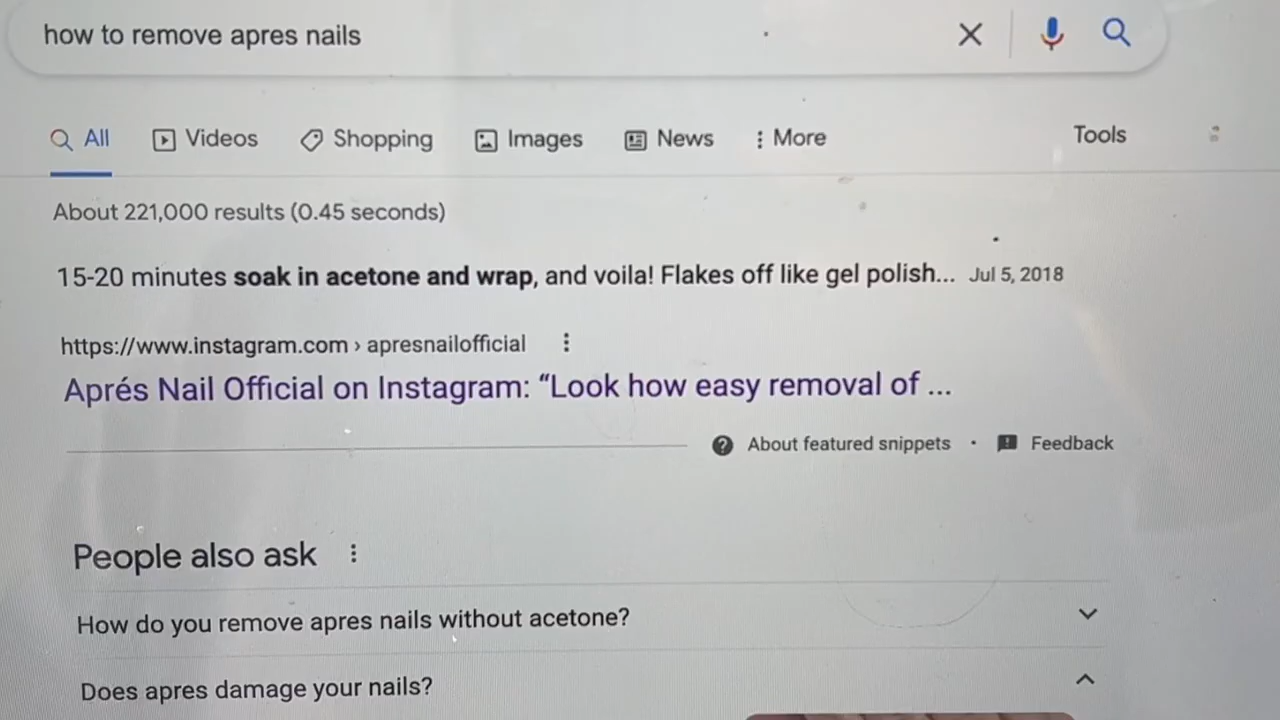 how to remove apres nails
All Videos Shopping Images News More Tools
About 221,000 results (0.45 seconds)
15-20 minutes soak in acetone and wrap, and voila! Flakes off like gel polish... Jul 5, 2018
https://www.instagram.com › apresnailofficial
Aprés Nail Official on Instagram: “Look how easy removal of ...
About featured snippets • Feedback
People also ask
How do you remove apres nails without acetone?
Does apres damage your nails?